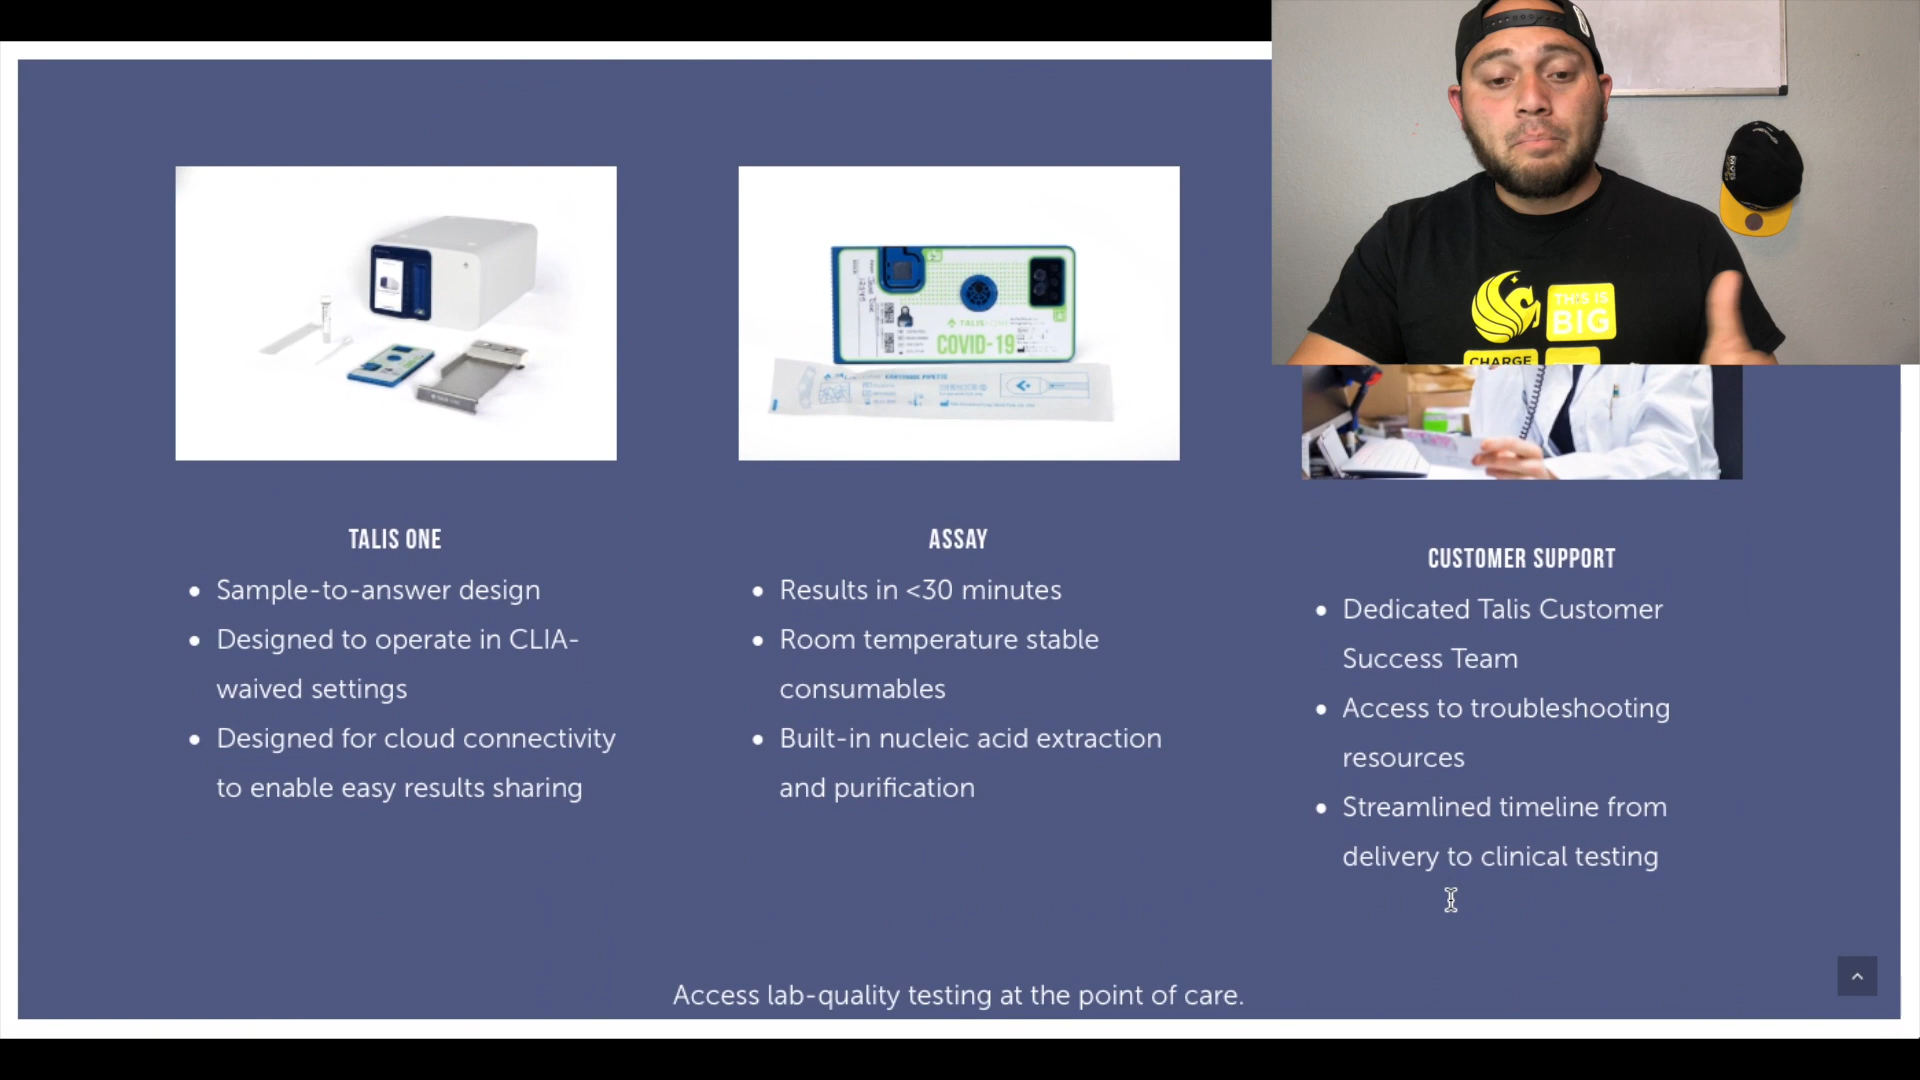 THIS IS
BIG
CHARGE
TALIS
COVID-19
TALIS ONE
Sample-to-answer design
Designed to operate in CLIA-
waived settings
Designed for cloud connectivity
to enable easy results sharing
ASSAY
Results in <30 minutes
Room temperature stable
consumables
Built-in nucleic acid extraction
and purification
CUSTOMER SUPPORT
Dedicated Talis Customer
Success Team
Access to troubleshooting
resources
Streamlined timeline from
delivery to clinical testing
Access lab-quality testing at the point of care.